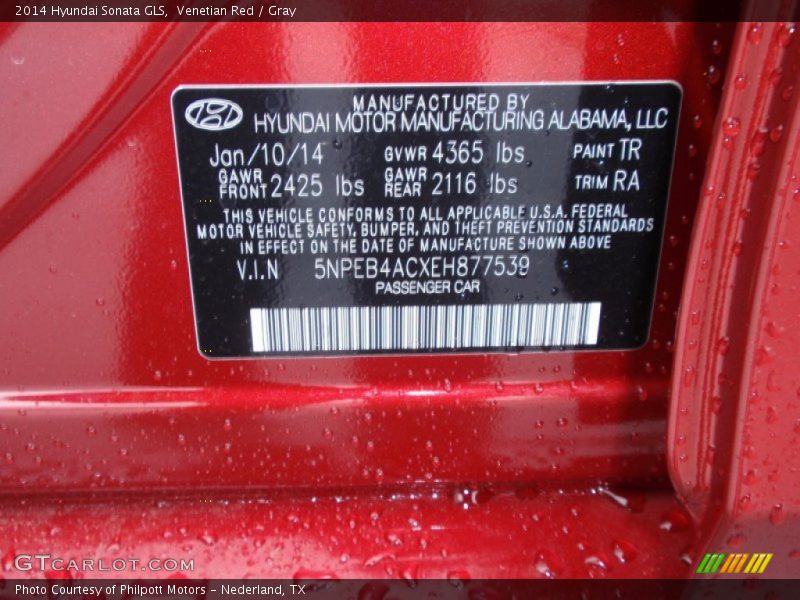 2014 Hyundai Sonata GLS, Venetian Red / Gray
MANUFACTURED BY
HYUNDAI MOTOR MANUFACTURING ALABAMA, LLC
Jan/10/14 GVWR 4365 lbs PAINT TR
GAWR FRONT 2425 lbs GAWR REAR 2116 lbs TRIM RA
THIS VEHICLE CONFORMS TO ALL APPLICABLE U.S.A. FEDERAL
MOTOR VEHICLE SAFETY, BUMPER, AND THEFT PREVENTION STANDARDS
IN EFFECT ON THE DATE OF MANUFACTURE SHOWN ABOVE
V.I.N 5NPEB4ACXEH877539
PASSENGER CAR
GTCARLOT.COM
Photo Courtesy of Philpott Motors - Nederland, TX